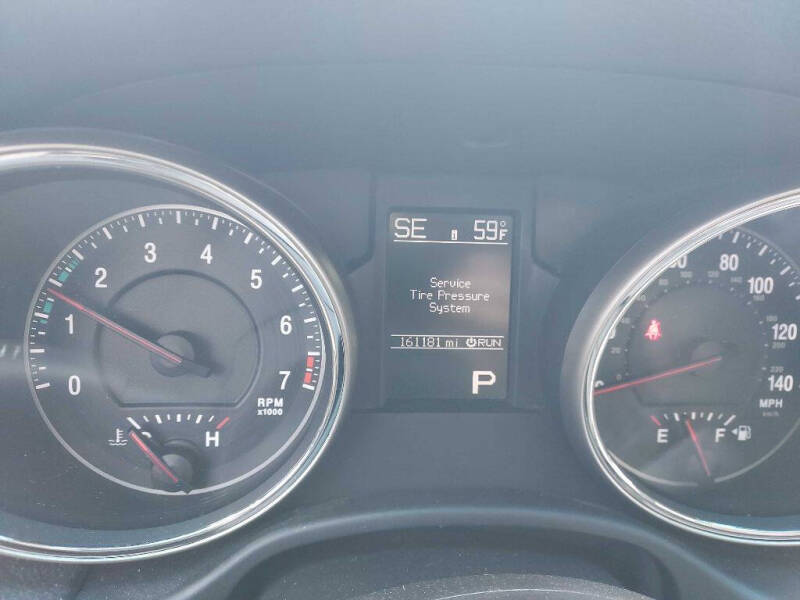 SE 59°F
Service
Tire Pressure
System
161181 mi RUN
P
0 1 2 3 4 5 6 7
RPM
x1000
C H
80 100 120 140
MPH
km/h
E F